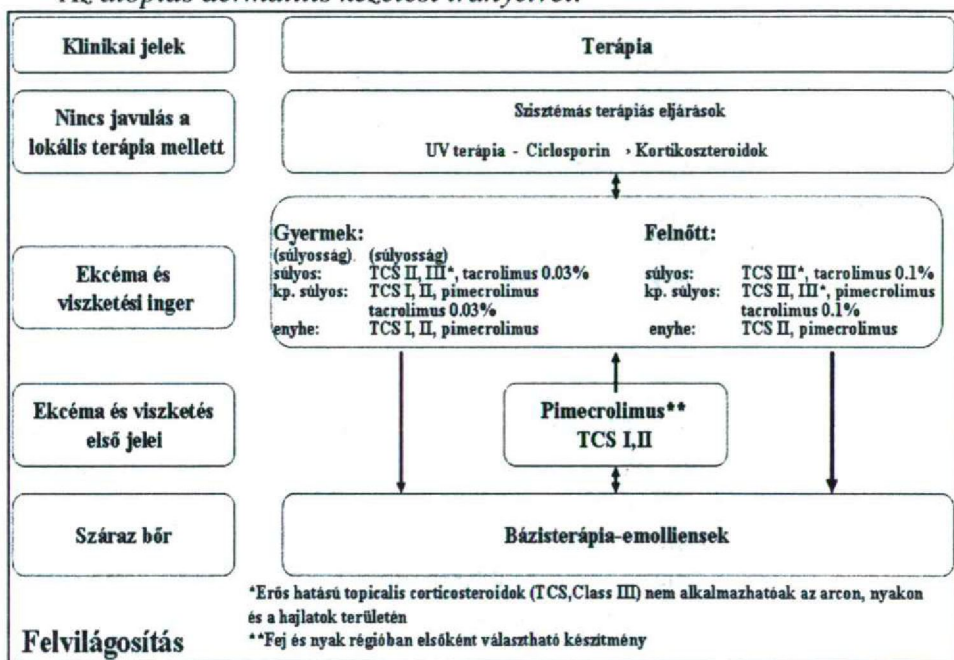 Az atopiás dermatitis kezelési irányelvei.
Klinikai jelek
Terápia
Nincs javulás a
lokális terápia mellett
Szisztémás terápiás eljárások
UV terápia - Ciclosporin › Kortikoszteroidok
Ekcéma és
viszketési inger
Gyermek:
(súlyosság). (súlyosság)
súlyos: TCS II, III*, tacrolimus 0.03%
kp. súlyos: TCS I, II, pimecrolimus
tacrolimus 0.03%
enyhe: TCS I, II, pimecrolimus
Felnőtt:
súlyos: TCS III*, tacrolimus 0.1%
kp. súlyos: TCS II, III*, pimecrolimus
tacrolimus 0.1%
enyhe: TCS II, pimecrolimus
Ekcéma és viszketés
első jelei
Pimecrolimus**
TCS I,II
Száraz bőr
Bázisterápia-emolliensek
*Erős hatású topicalis corticosteroidok (TCS,Class III) nem alkalmazhatóak az arcon, nyakon
és a hajlatok területén
**Fej és nyak régióban elsőként választható készítmény
Felvilágosítás